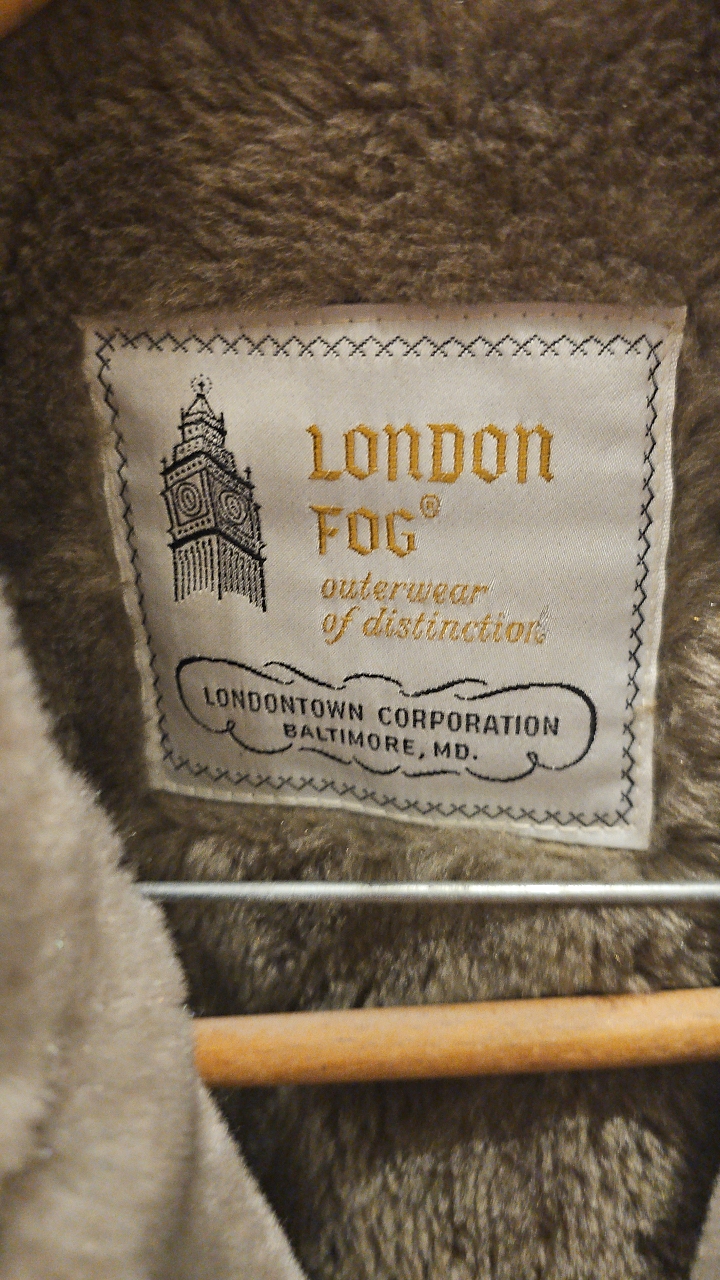 LONDON
FOG®
outerwear
of distinction
LONDONTOWN CORPORATION
BALTIMORE, MD.